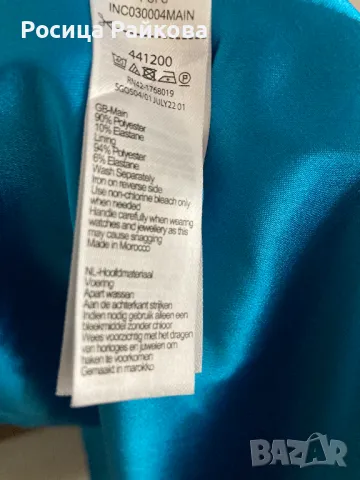 Росица Райкова
INC030004MAIN
441200
RN42-1768019
5GOS04/01 JULY22 01
GB-Main
90% Polyester
10% Elastane
Lining
94% Polyester
6% Elastane
Wash Separately
Iron on reverse side
Use non-chlorine bleach only
when needed
Handle carefully when wearing
watches and jewellery as this
may cause snagging
Made in Morocco
NL-Hoofdmateriaal
Voering
Apart wassen
Aan de achterkant strijken
Indien nodig gebruik alleen een
bleekmiddel zonder chloor
Wees voorzichtig met het dragen
van horloges en juwelen om
haken te voorkomen
Gemaakt in marokko
BAZAR
bg